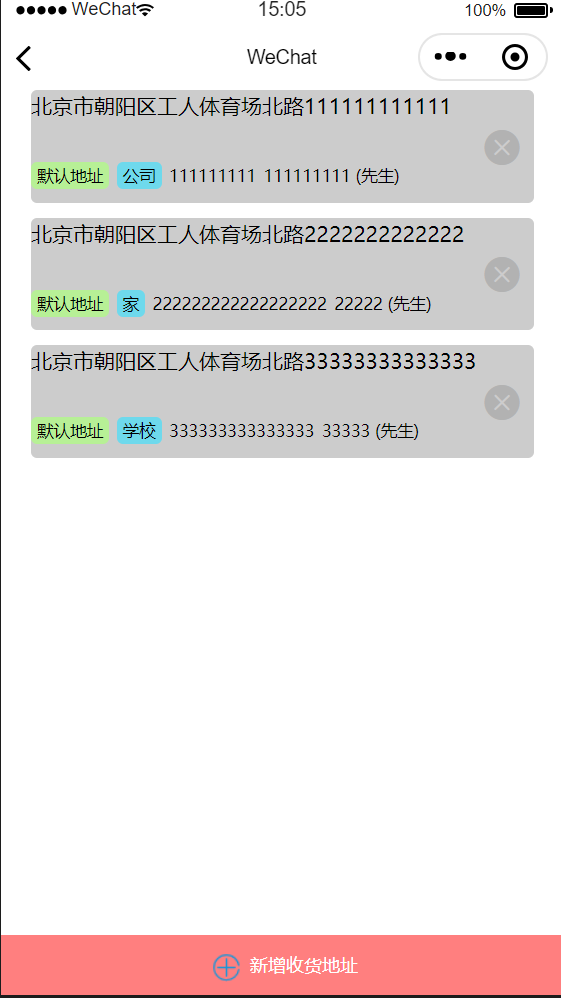 WeChat 15:05 100%
WeChat
北京市朝阳区工人体育场北路111111111111
默认地址 公司 111111111 111111111 (先生)
北京市朝阳区工人体育场北路2222222222222
默认地址 家 222222222222222222 22222 (先生)
北京市朝阳区工人体育场北路33333333333333
默认地址 学校 333333333333333 33333 (先生)
新增收货地址